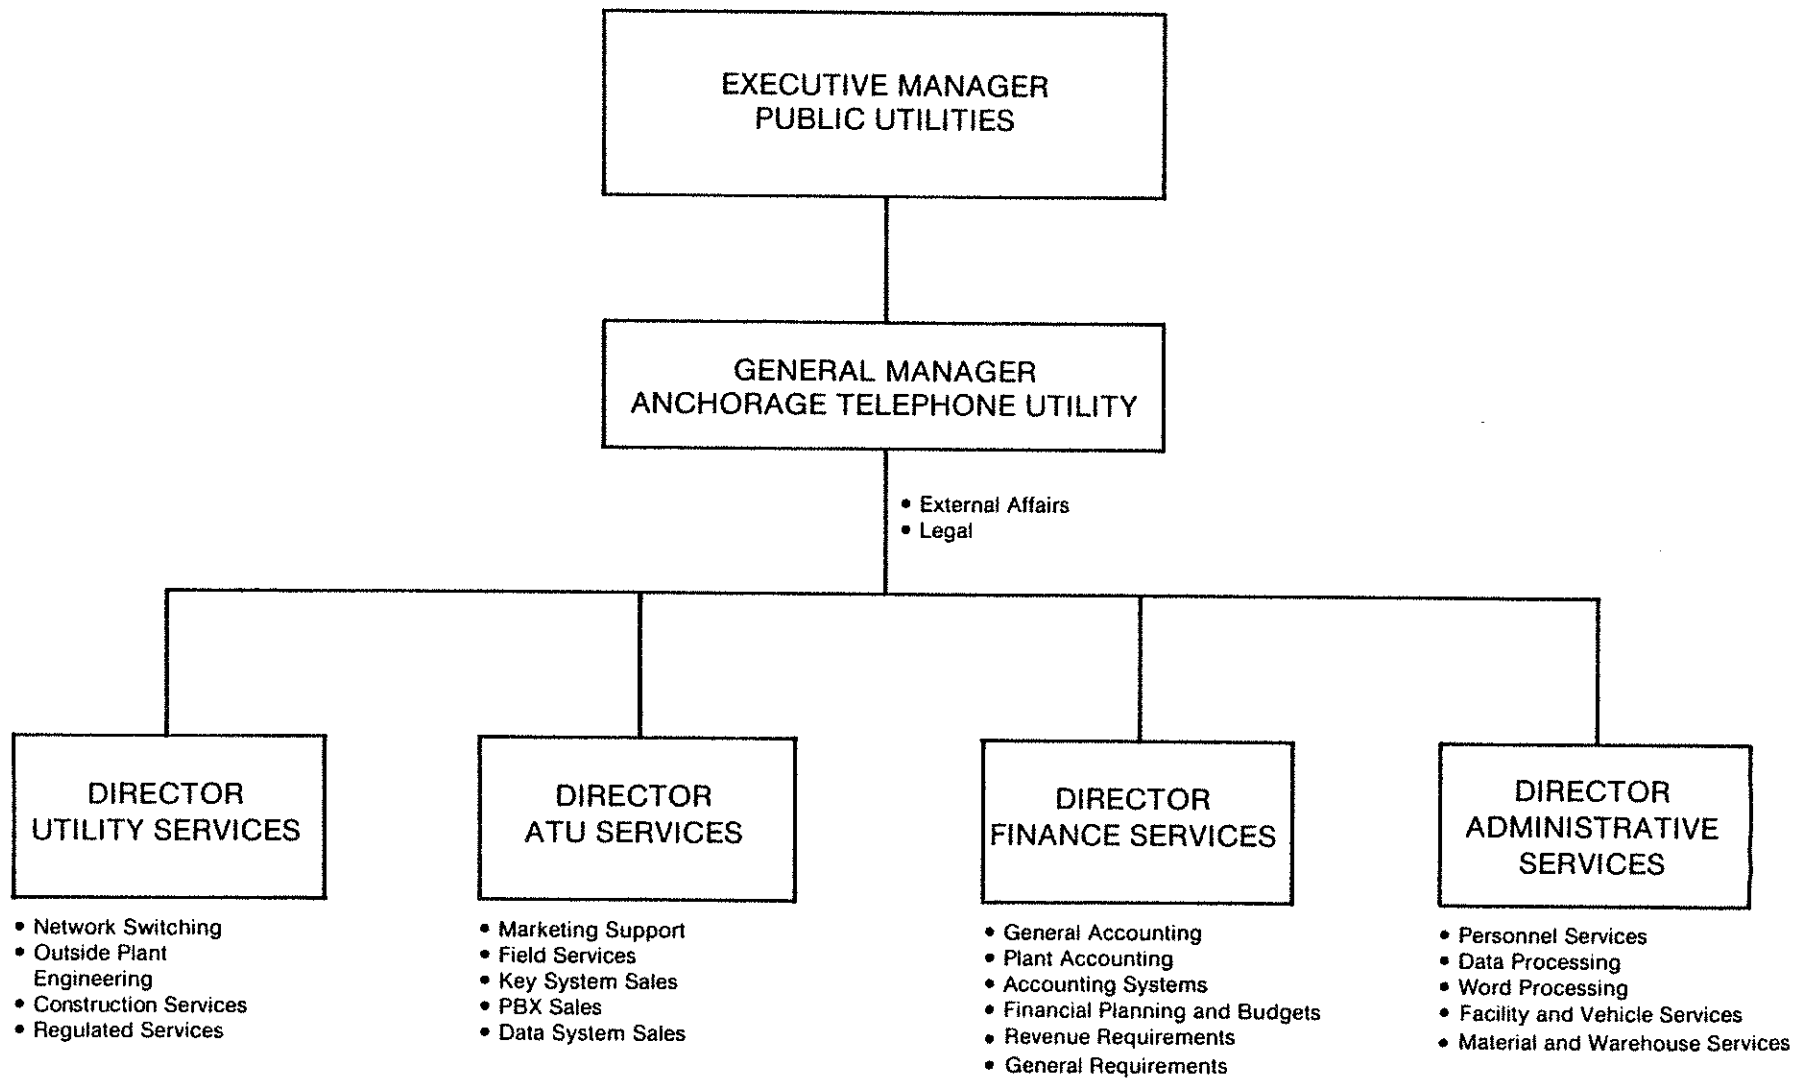 EXECUTIVE MANAGER
PUBLIC UTILITIES
GENERAL MANAGER
ANCHORAGE TELEPHONE UTILITY
• External Affairs
• Legal
DIRECTOR
UTILITY SERVICES
• Network Switching
• Outside Plant
Engineering
• Construction Services
• Regulated Services
DIRECTOR
ATU SERVICES
• Marketing Support
• Field Services
• Key System Sales
• PBX Sales
• Data System Sales
DIRECTOR
FINANCE SERVICES
• General Accounting
• Plant Accounting
• Accounting Systems
• Financial Planning and Budgets
• Revenue Requirements
• General Requirements
DIRECTOR
ADMINISTRATIVE
SERVICES
• Personnel Services
• Data Processing
• Word Processing
• Facility and Vehicle Services
• Material and Warehouse Services